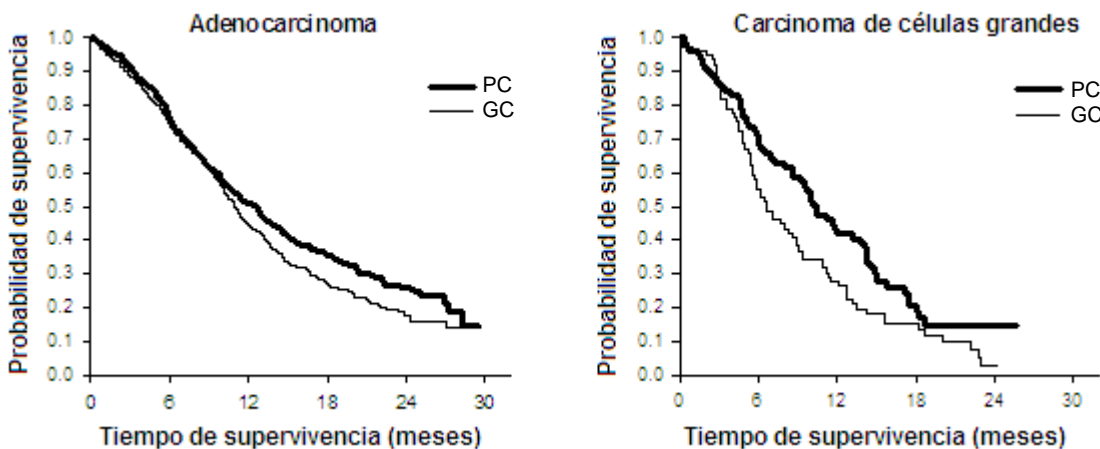 Adenocarcinoma
Probabilidad de supervivencia
1.0
0.9
0.8
0.7
0.6
0.5
0.4
0.3
0.2
0.1
0.0
PC
GC
0 6 12 18 24 30
Tiempo de supervivencia (meses)
Carcinoma de células grandes
Probabilidad de supervivencia
1.0
0.9
0.8
0.7
0.6
0.5
0.4
0.3
0.2
0.1
0.0
PC
GC
0 6 12 18 24 30
Tiempo de supervivencia (meses)